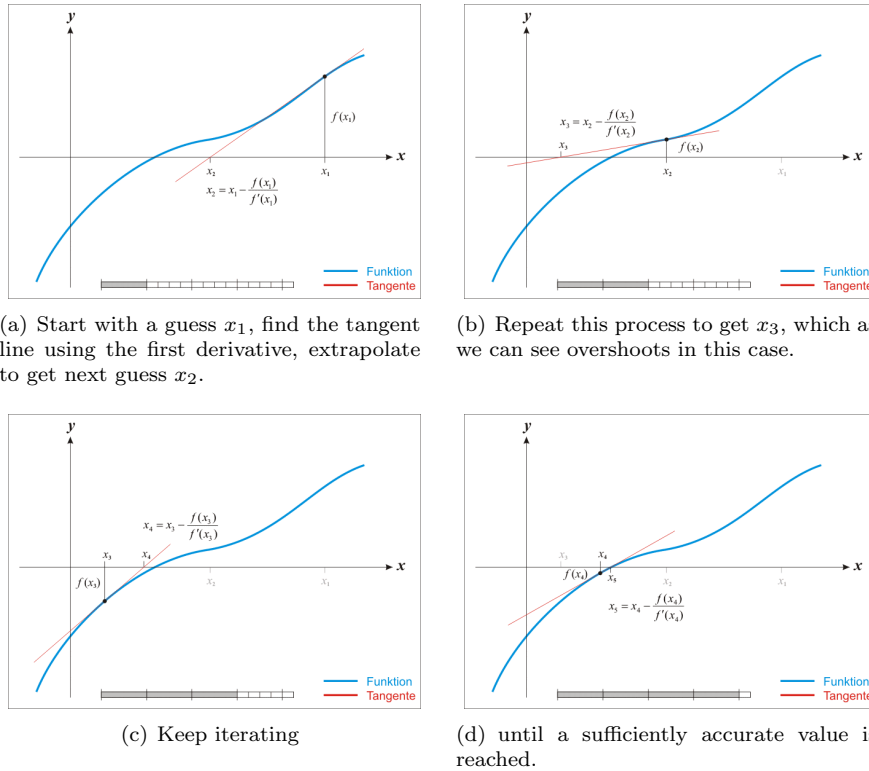 y
f(x₁)
x
x₂
x₁
x₂ = x₁ − f(x₁)/f′(x₁)
Funktion
Tangente
(a) Start with a guess x₁, find the tangent
line using the first derivative, extrapolate
to get next guess x₂.
y
x₃ = x₂ − f(x₂)/f′(x₂)
x₃
f(x₂)
x
x₂
x₁
Funktion
Tangente
(b) Repeat this process to get x₃, which a
we can see overshoots in this case.
y
x₄ = x₃ − f(x₃)/f′(x₃)
x₃
x₄
x
f(x₃)
x₂
x₁
Funktion
Tangente
(c) Keep iterating
y
x₃
x₄
x
f(x₄)
x₅
x₂
x₁
x₅ = x₄ − f(x₄)/f′(x₄)
Funktion
Tangente
(d) until a sufficiently accurate value i
reached.